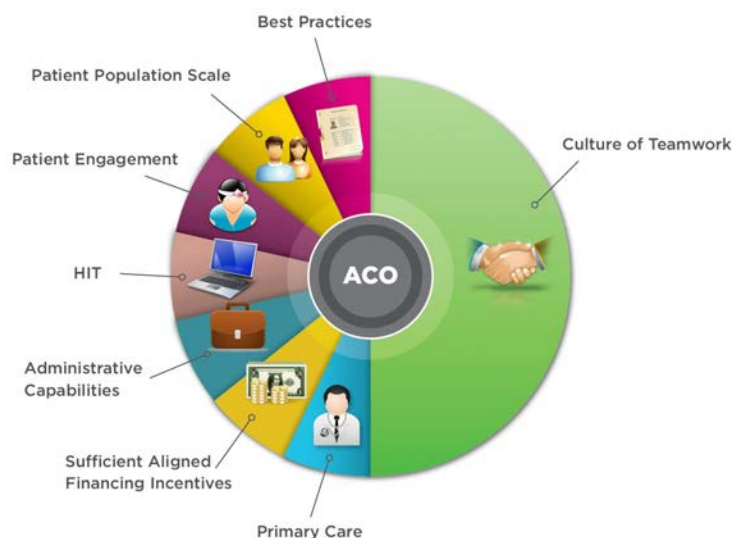 Best Practices
Patient Population Scale
Culture of Teamwork
Patient Engagement
HIT
ACO
Administrative
Capabilities
Sufficient Aligned
Financing Incentives
Primary Care